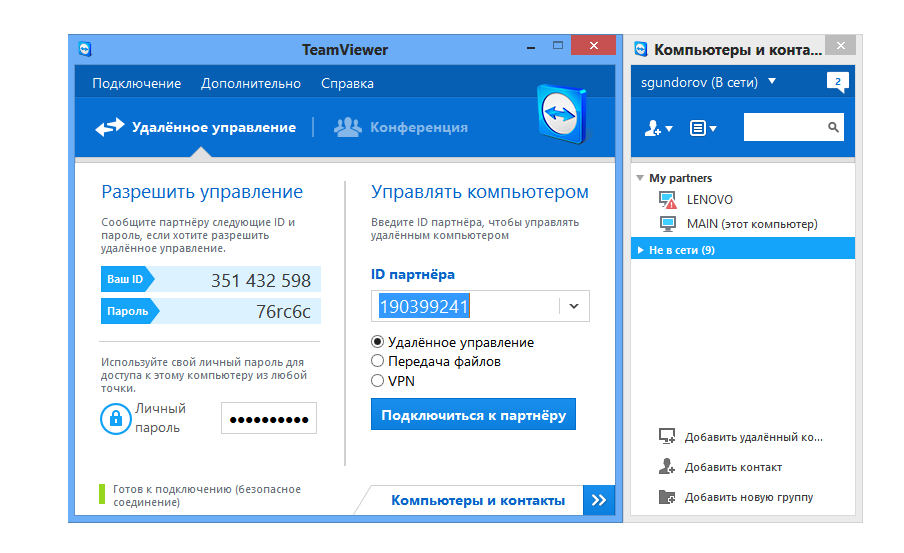 TeamViewer
Подключение Дополнительно Справка
Удалённое управление
Конференция
Разрешить управление
Сообщите партнёру следующие ID и
пароль, если хотите разрешить
удалённое управление.
Ваш ID
351 432 598
Пароль
76rc6c
Используйте свой личный пароль для
доступа к этому компьютеру из любой
точки.
Личный
пароль
Готов к подключению (безопасное
соединение)
Управлять компьютером
Введите ID партнёра, чтобы управлять
удалённым компьютером
ID партнёра
190399241
Удалённое управление
Передача файлов
VPN
Подключиться к партнёру
Компьютеры и контакты
Компьютеры и конта...
sgundorov (В сети)
2
My partners
LENOVO
MAIN (этот компьютер)
Не в сети (9)
Добавить удалённый ко...
Добавить контакт
Добавить новую группу